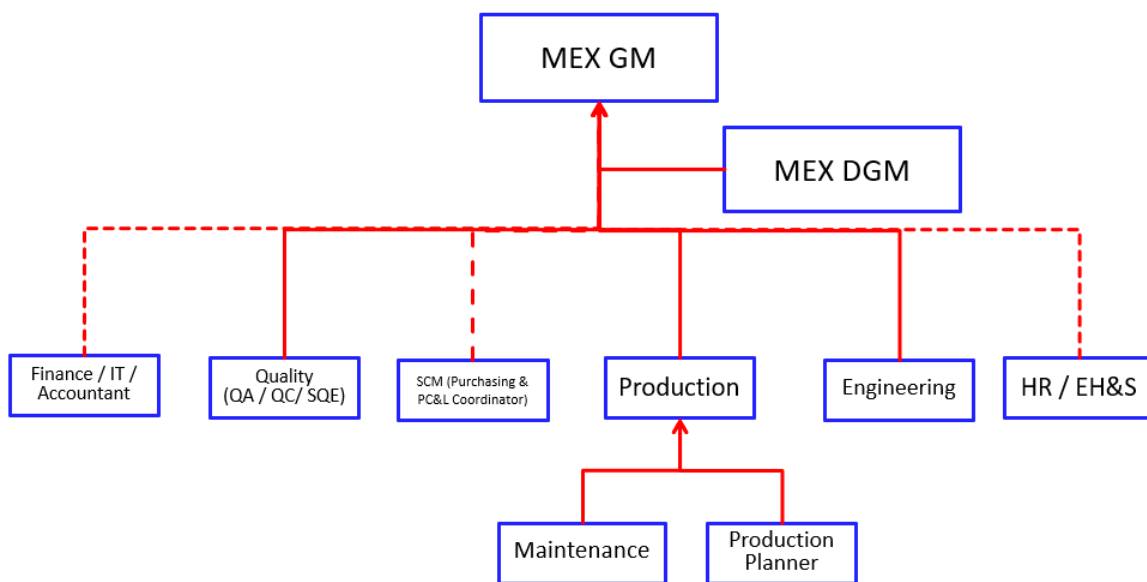 MEX GM
MEX DGM
Finance / IT /
Accountant
Quality
(QA / QC/ SQE)
SCM (Purchasing &
PC&L Coordinator)
Production
Engineering
HR / EH&S
Maintenance
Production
Planner